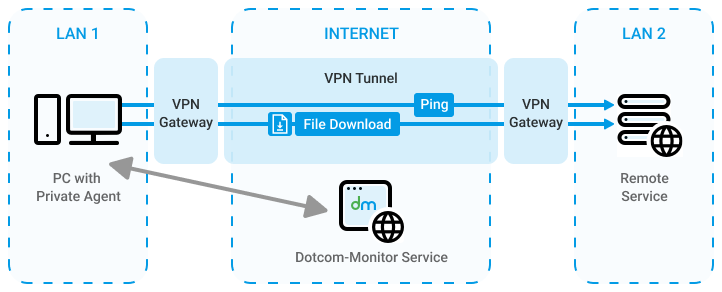 LAN 1
INTERNET
LAN 2
VPN Tunnel
VPN
Gateway
Ping
File Download
VPN
Gateway
PC with
Private Agent
Remote
Service
dm
Dotcom-Monitor Service